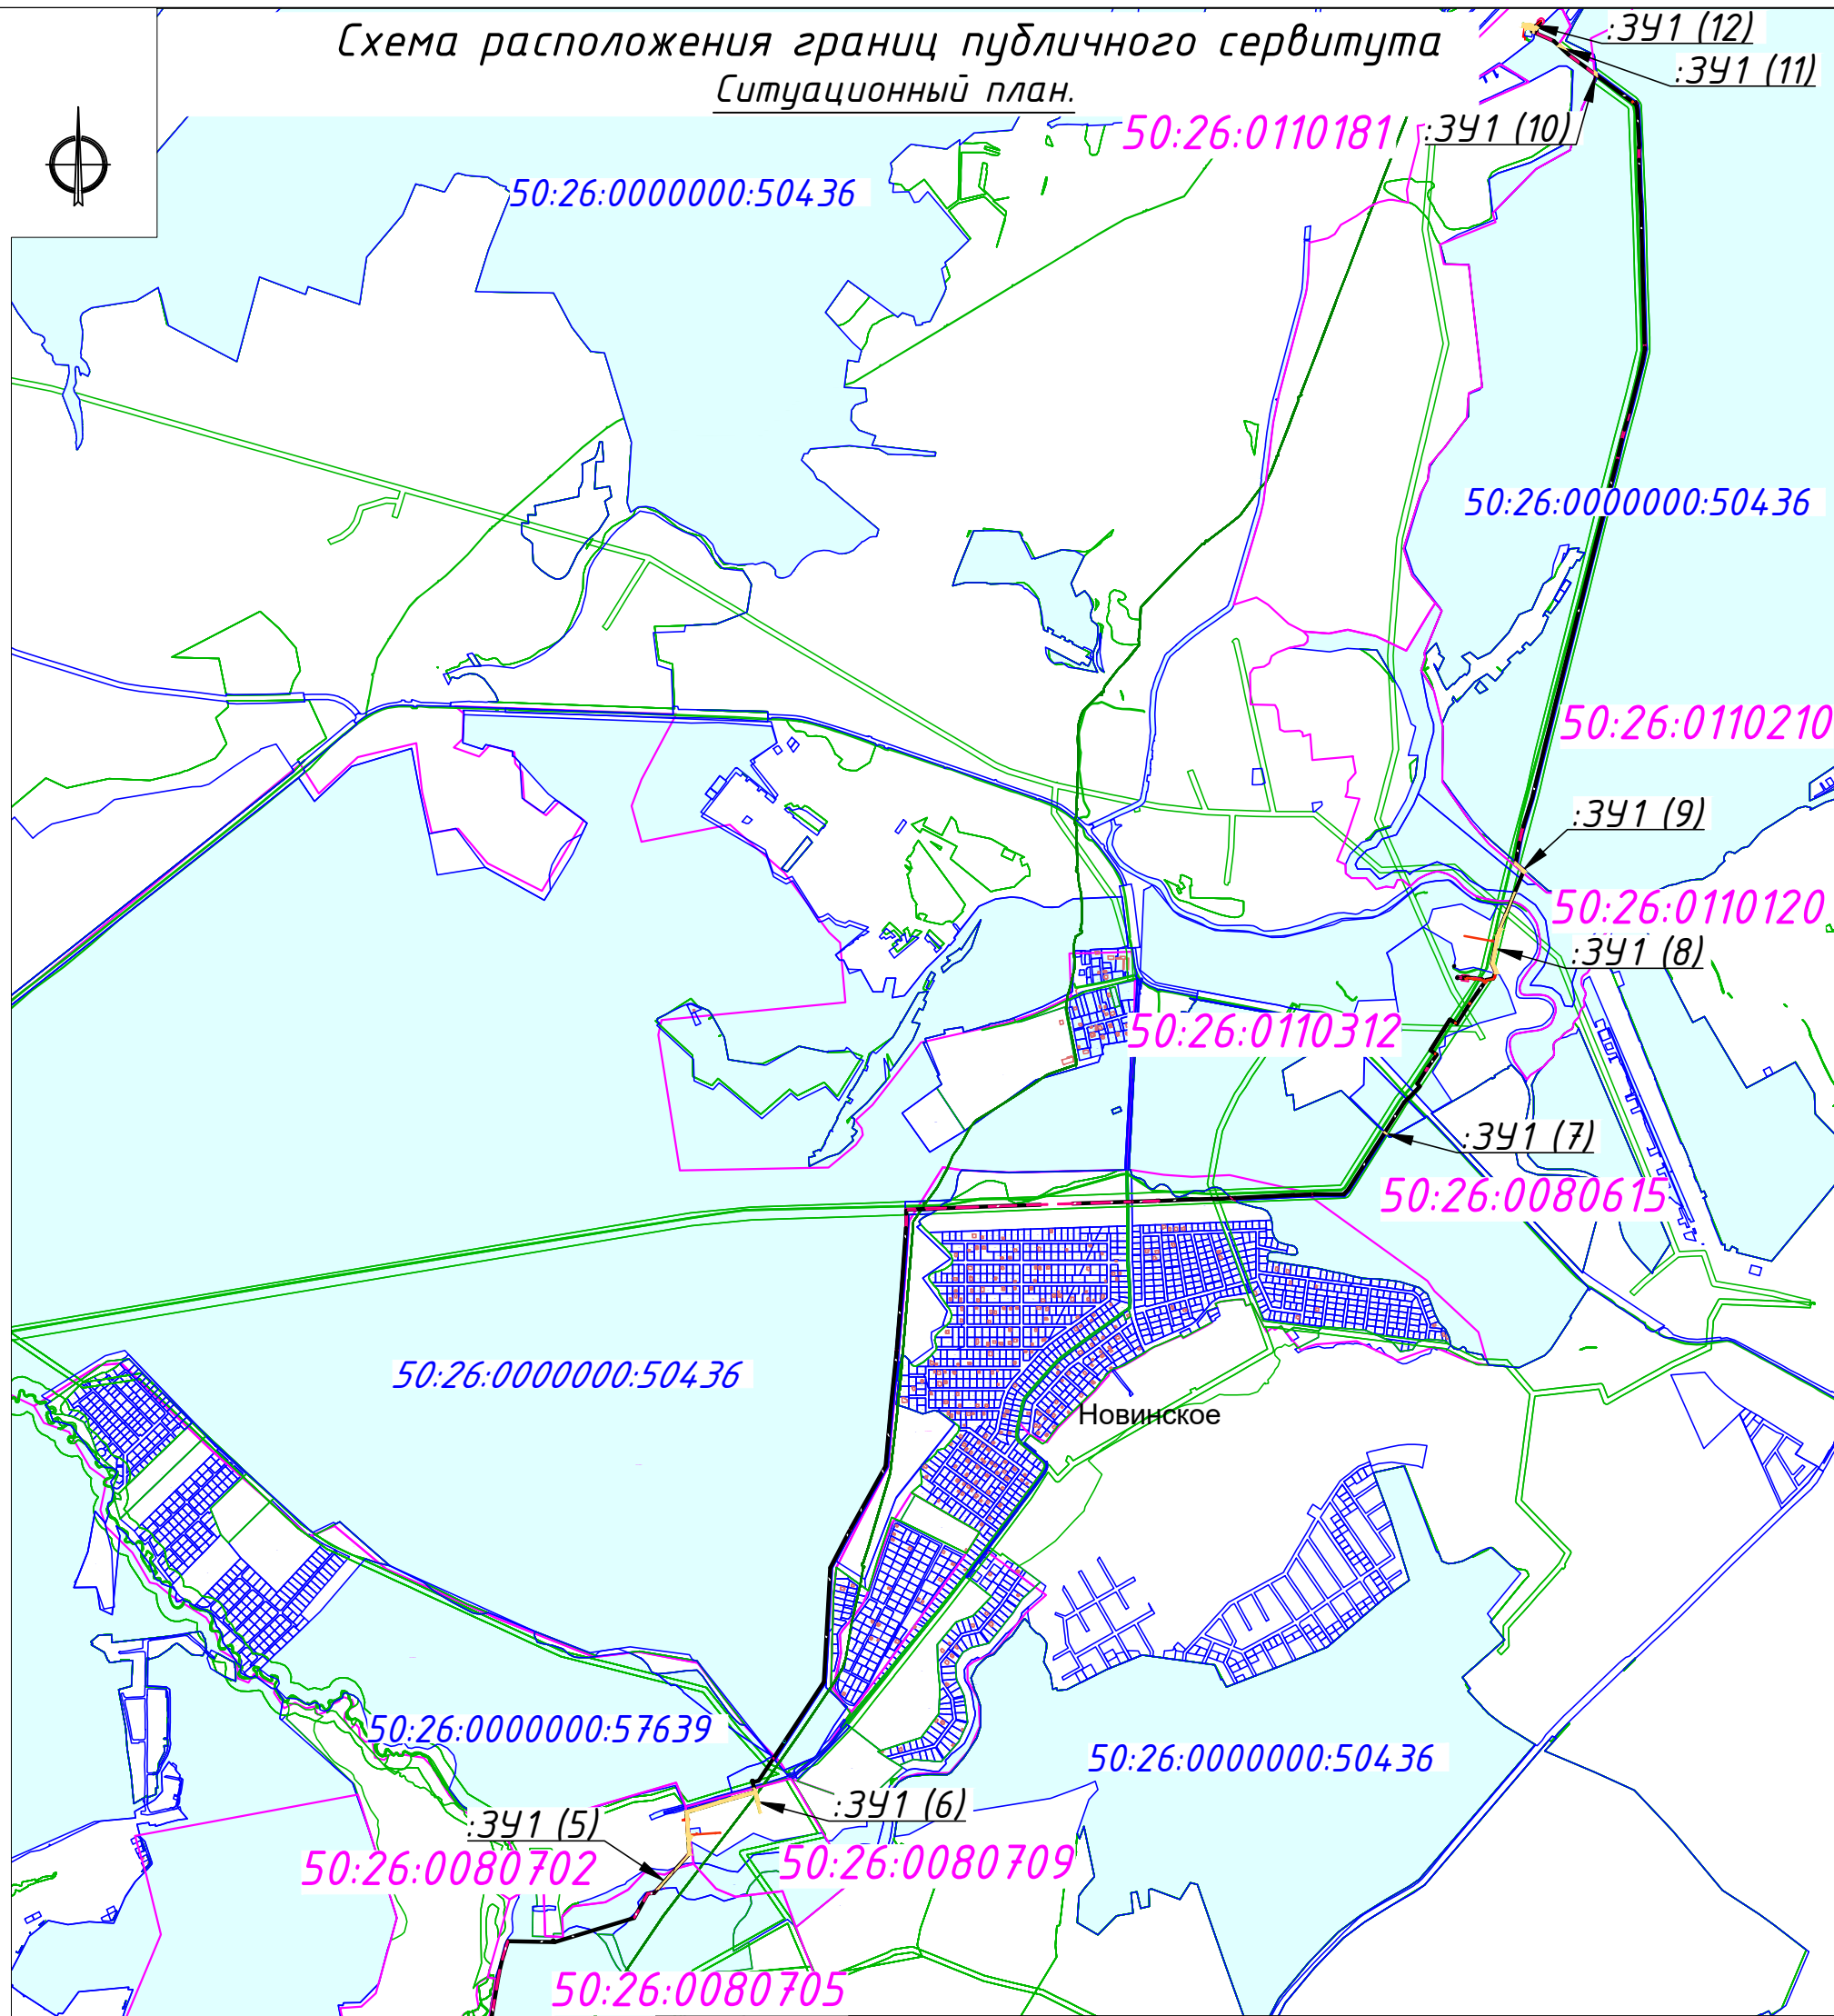 Схема расположения границ публичного сервитута
Ситуационный план.
:ЗУ1 (12)
:ЗУ1 (11)
50:26:0110181
:ЗУ1 (10)
50:26:0000000:50436
50:26:0000000:50436
50:26:0110210
:ЗУ1 (9)
50:26:0110120
:ЗУ1 (8)
50:26:0110312
:ЗУ1 (7)
50:26:0080615
50:26:0000000:50436
Новинское
50:26:0000000:57639
50:26:0000000:50436
:ЗУ1 (6)
:ЗУ1 (5)
50:26:0080702
50:26:0080709
50:26:0080705